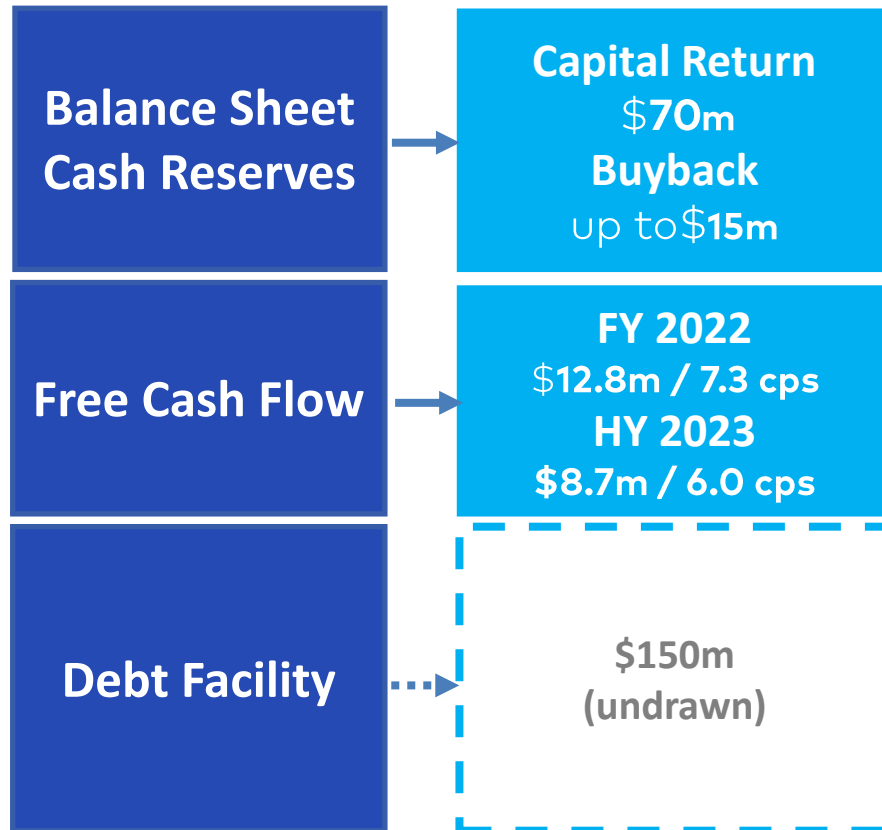 Balance Sheet
Cash Reserves
Capital Return
$70m
Buyback
up to $15m
Free Cash Flow
FY 2022
$12.8m / 7.3 cps
HY 2023
$8.7m / 6.0 cps
Debt Facility
$150m
(undrawn)